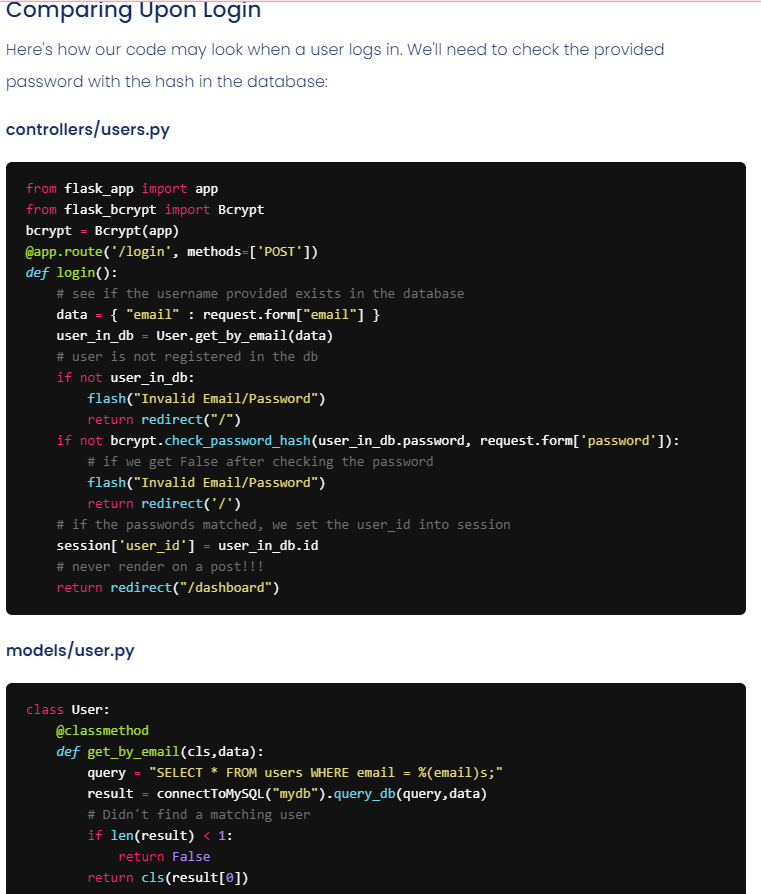 Comparing Upon Login
Here's how our code may look when a user logs in. We'll need to check the provided
password with the hash in the database:
controllers/users.py
from flask_app import app
from flask_bcrypt import Bcrypt
bcrypt = Bcrypt(app)
@app.route('/login', methods=['POST'])
def login():
    # see if the username provided exists in the database
    data = { "email" : request.form["email"] }
    user_in_db = User.get_by_email(data)
    # user is not registered in the db
    if not user_in_db:
        flash("Invalid Email/Password")
        return redirect("/")
    if not bcrypt.check_password_hash(user_in_db.password, request.form['password']):
        # if we get False after checking the password
        flash("Invalid Email/Password")
        return redirect('/')
    # if the passwords matched, we set the user_id into session
    session['user_id'] = user_in_db.id
    # never render on a post!!!
    return redirect("/dashboard")
models/user.py
class User:
    @classmethod
    def get_by_email(cls,data):
        query = "SELECT * FROM users WHERE email = %(email)s;"
        result = connectToMySQL("mydb").query_db(query,data)
        # Didn't find a matching user
        if len(result) < 1:
            return False
        return cls(result[0])